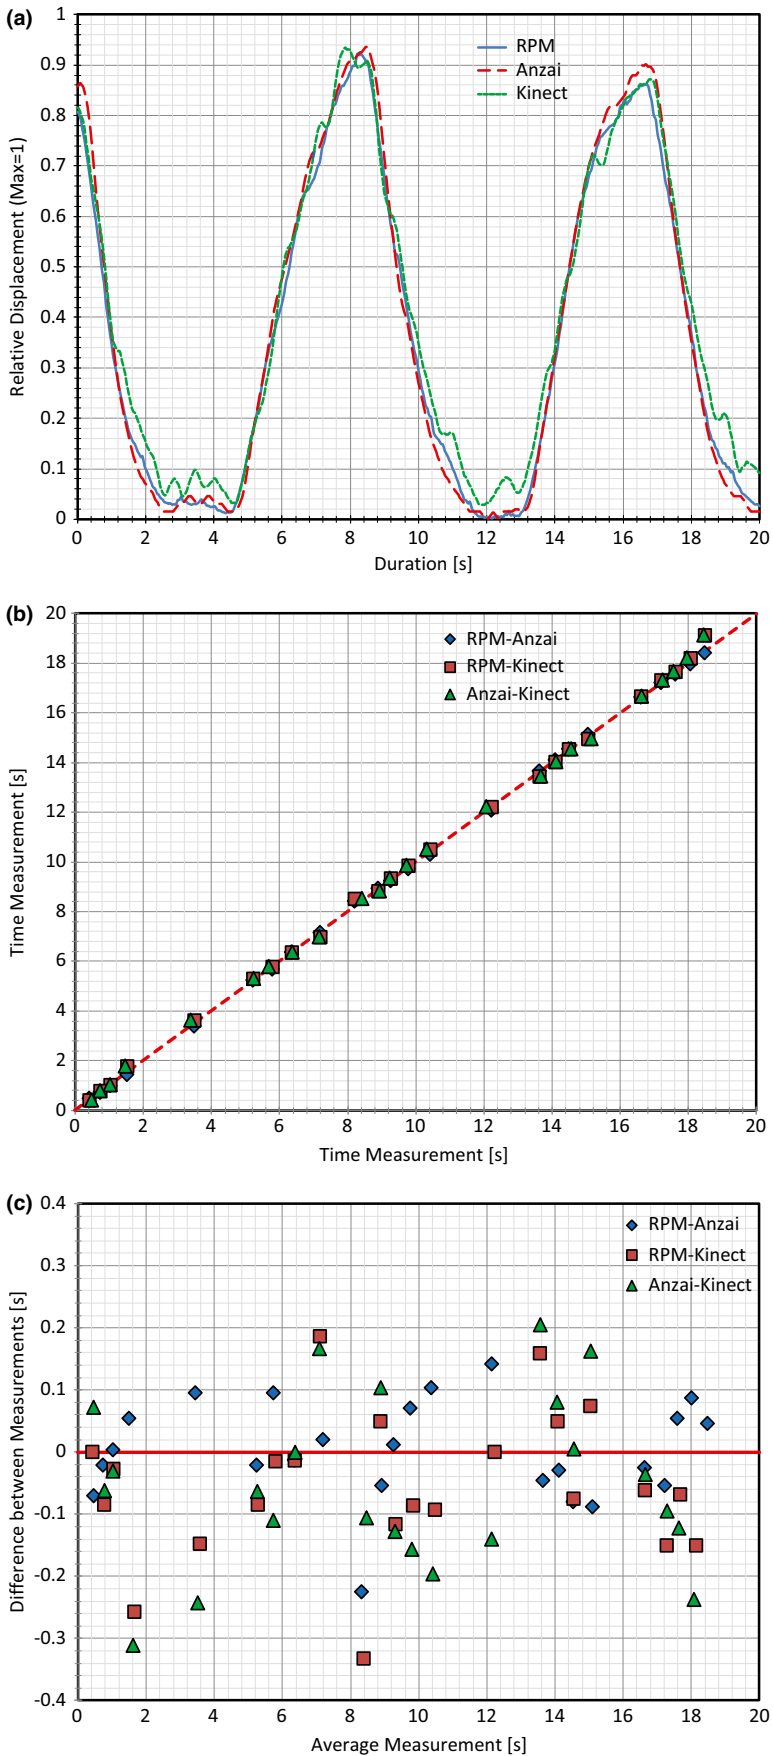 (a)
1
0.9
0.8
0.7
0.6
0.5
0.4
0.3
0.2
0.1
0
Relative Displacement (Max=1)
RPM
Anzai
Kinect
0 2 4 6 8 10 12 14 16 18 20
Duration [s]
(b)
20
18
16
14
12
10
8
6
4
2
0
Time Measurement [s]
RPM-Anzai
RPM-Kinect
Anzai-Kinect
0 2 4 6 8 10 12 14 16 18 20
Time Measurement [s]
(c)
0.4
0.3
0.2
0.1
0
-0.1
-0.2
-0.3
-0.4
Difference between Measurements [s]
RPM-Anzai
RPM-Kinect
Anzai-Kinect
0 2 4 6 8 10 12 14 16 18 20
Average Measurement [s]